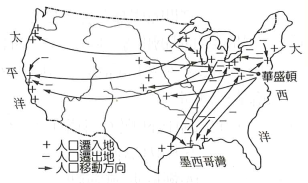 太平洋
大西洋
華盛頓
墨西哥灣
+ 人口遷入地
− 人口遷出地
→ 人口移動方向